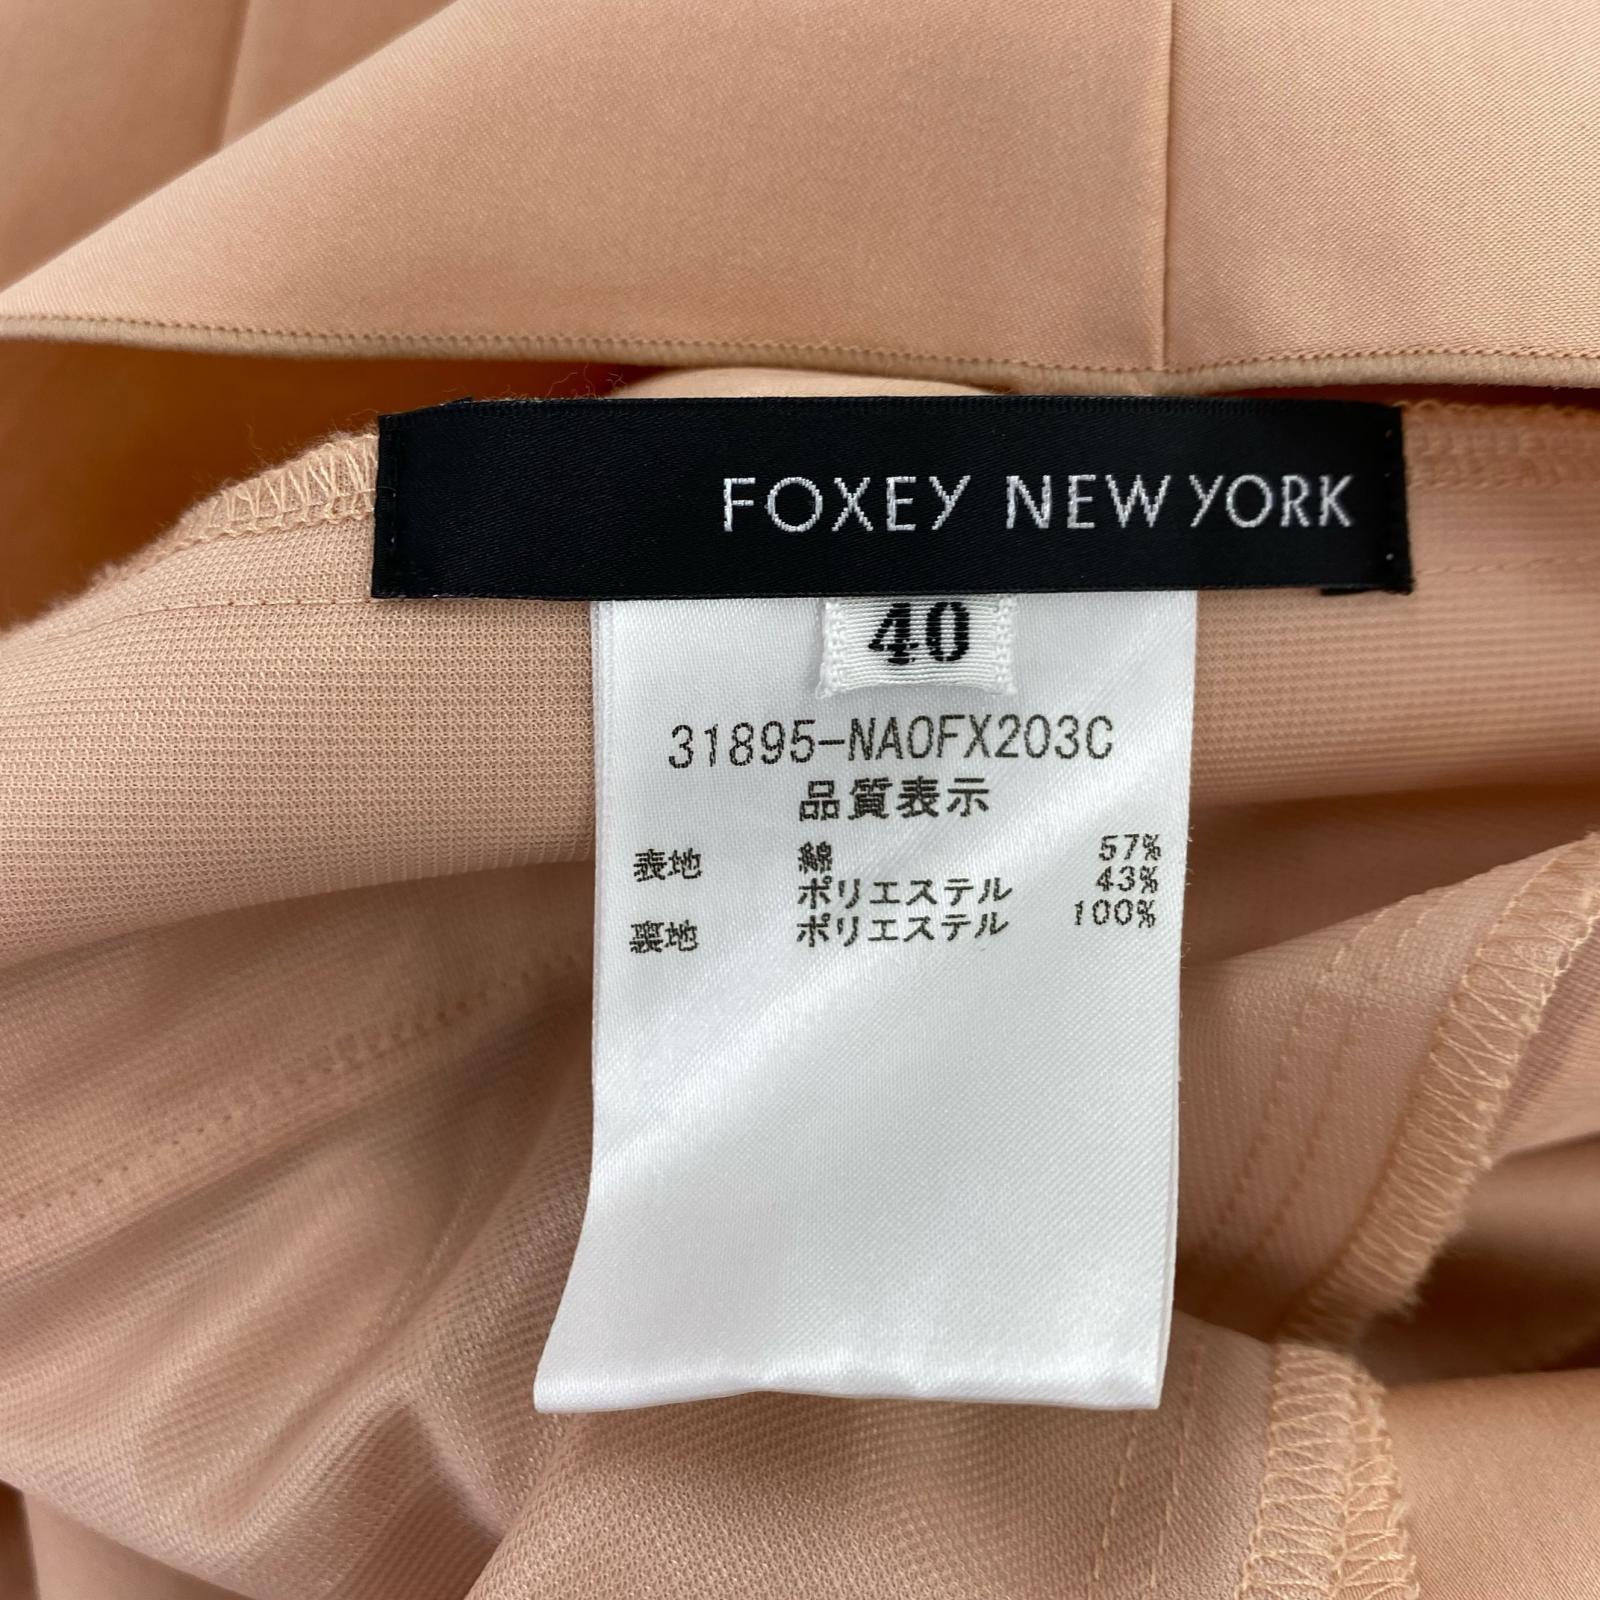 FOXEY NEW YORK
40
31895-NA0FX203C
品質表示
表地 綿 57%
ポリエステル 43%
裏地 ポリエステル 100%